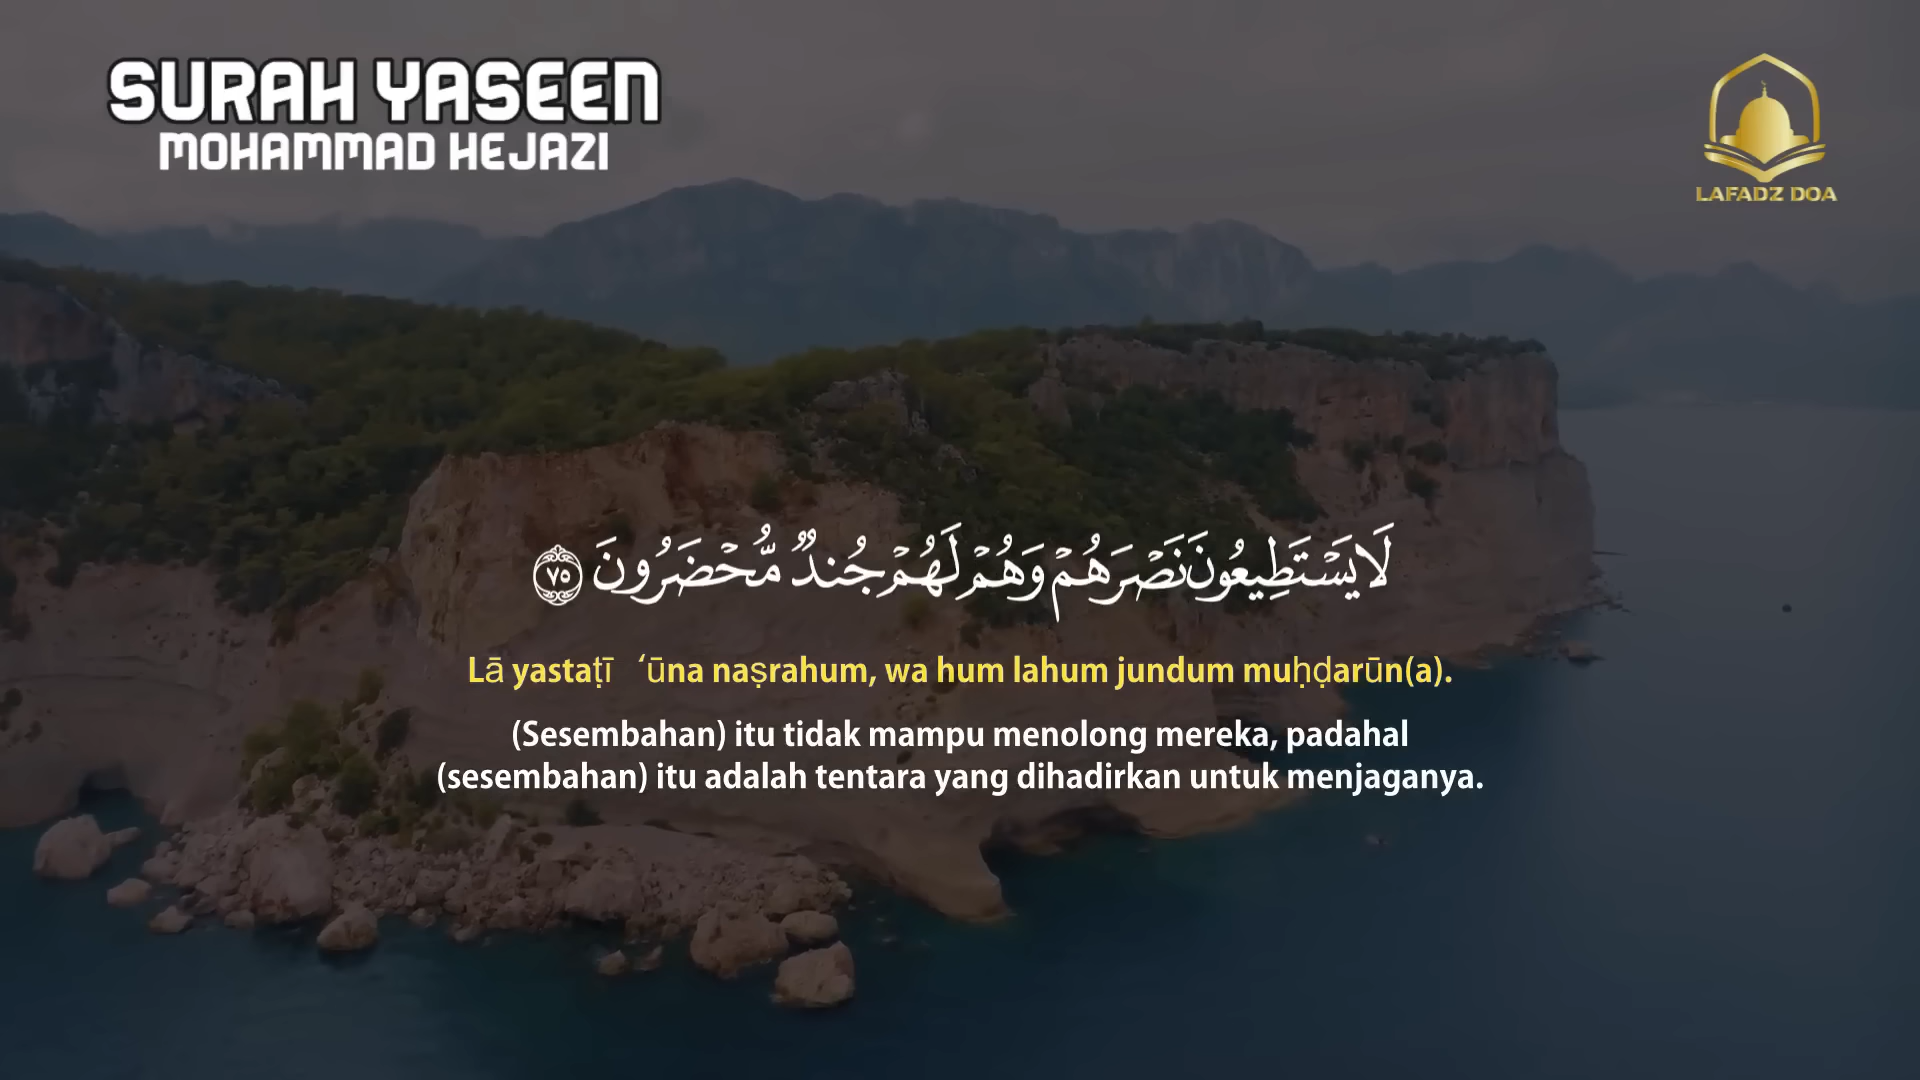 SURAH YASEEN
MOHAMMAD HEJAZI
LAFADZ DOA
لَا يَسْتَطِيعُونَ نَصْرَهُمْ وَهُمْ لَهُمْ جُندٌ مُّحْضَرُونَ ٧٥
Lā yastaṭī ‘ūna naṣrahum, wa hum lahum jundum muḥḍarūn(a).
(Sesembahan) itu tidak mampu menolong mereka, padahal
(sesembahan) itu adalah tentara yang dihadirkan untuk menjaganya.